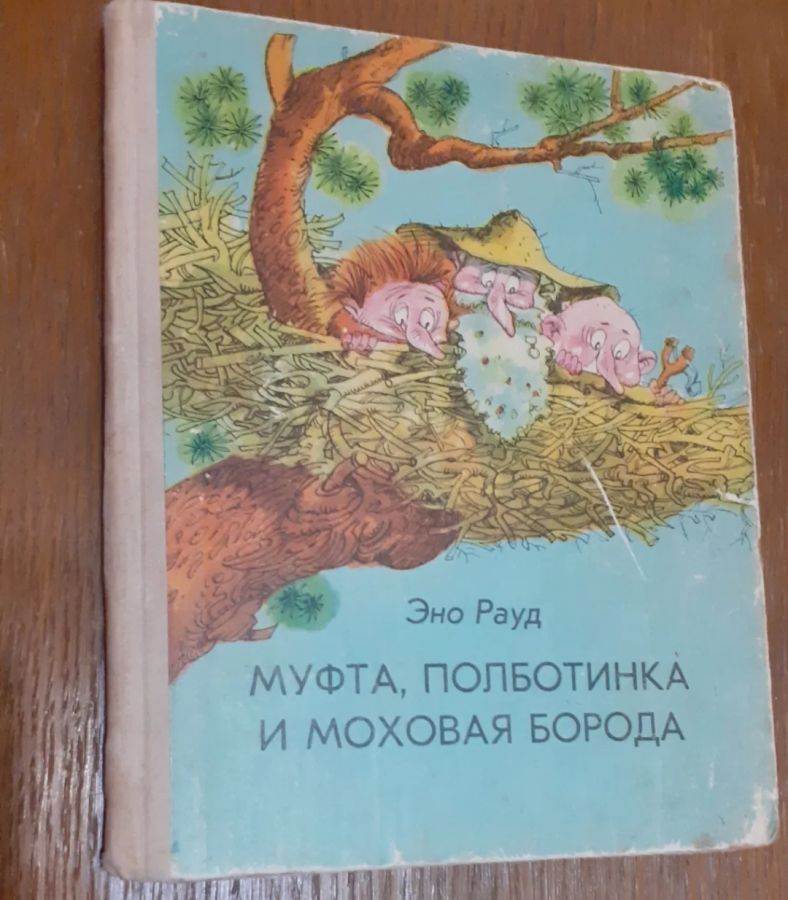 Эно Рауд
МУФТА, ПОЛБОТИНКА
И МОХОВАЯ БОРОДА